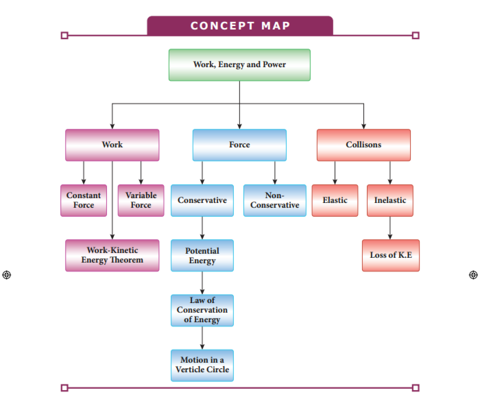 CONCEPT MAP
Work, Energy and Power
Work
Force
Collisons
Constant
Force
Variable
Force
Conservative
Non-
Conservative
Elastic
Inelastic
Work-Kinetic
Energy Theorem
Potential
Energy
Loss of K.E
Law of
Conservation
of Energy
Motion in a
Verticle Circle